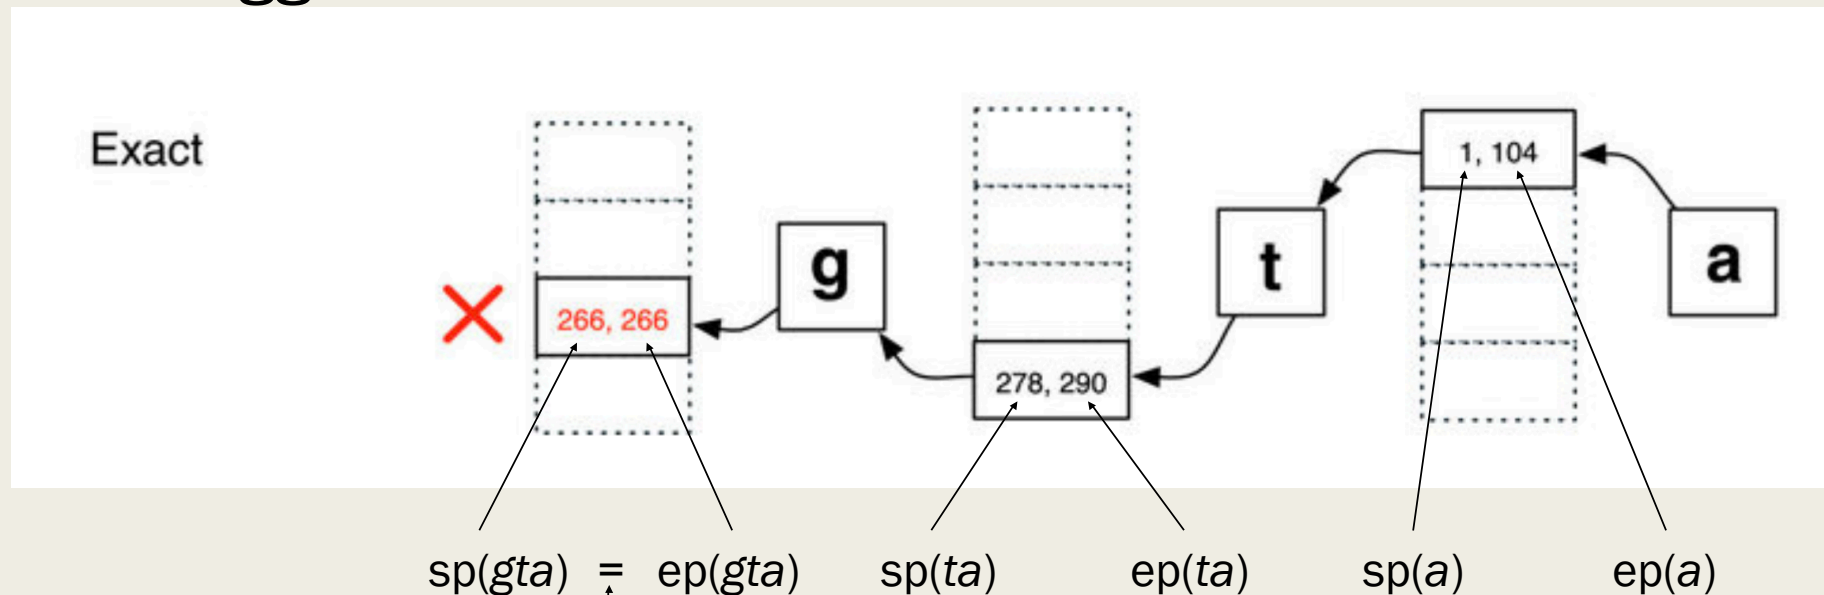 Exact
1, 104
g
t
a
266, 266
278, 290
sp(gta) = ep(gta) sp(ta) ep(ta) sp(a) ep(a)